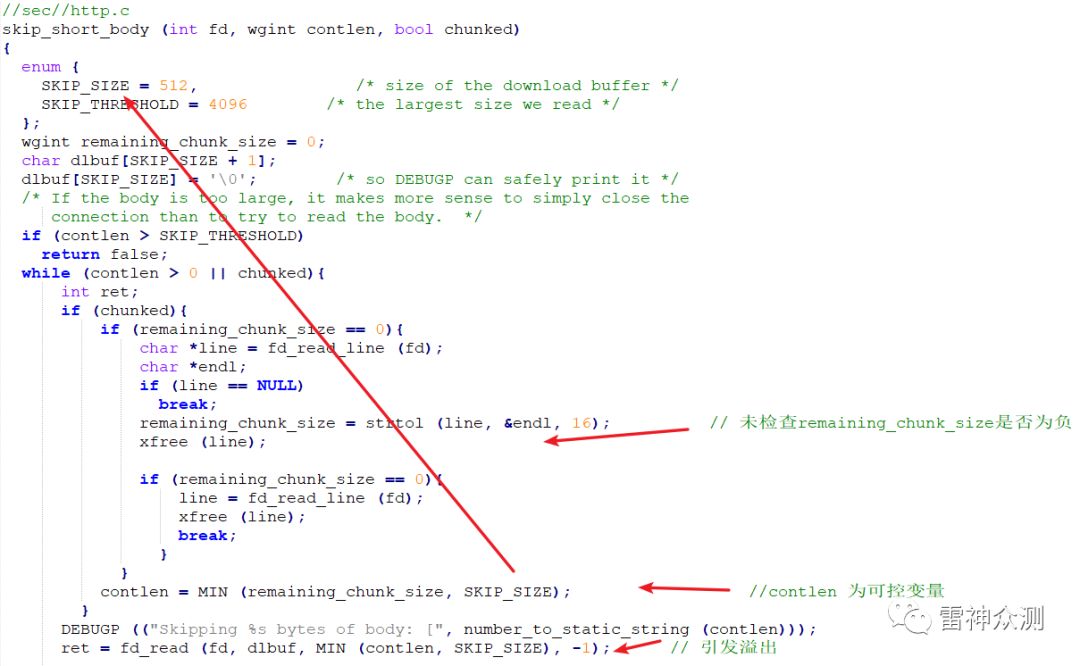 //sec//http.c
skip_short_body (int fd, wgint contlen, bool chunked)
{
  enum {
    SKIP_SIZE = 512,                /* size of the download buffer */
    SKIP_THRESHOLD = 4096        /* the largest size we read */
  };
  wgint remaining_chunk_size = 0;
  char dlbuf[SKIP_SIZE + 1];
  dlbuf[SKIP_SIZE] = '\0';        /* so DEBUGP can safely print it */
  /* If the body is too large, it makes more sense to simply close the
     connection than to try to read the body.  */
  if (contlen > SKIP_THRESHOLD)
    return false;
  while (contlen > 0 || chunked){
      int ret;
      if (chunked){
          if (remaining_chunk_size == 0){
              char *line = fd_read_line (fd);
              char *endl;
              if (line == NULL)
                break;
              remaining_chunk_size = strtol (line, &endl, 16);          // 未检查remaining_chunk_size是否为负
              xfree (line);
              if (remaining_chunk_size == 0){
                  line = fd_read_line (fd);
                  xfree (line);
                  break;
                }
            }
          contlen = MIN (remaining_chunk_size, SKIP_SIZE);                  //contlen 为可控变量
        }
      DEBUGP (("Skipping %s bytes of body: [", number_to_static_string (contlen)));
      ret = fd_read (fd, dlbuf, MIN (contlen, SKIP_SIZE), -1);      // 引发溢出
雷神众测